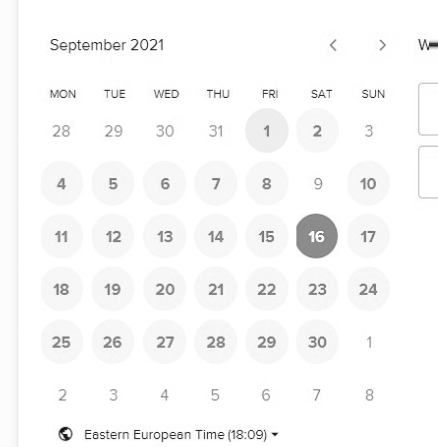 September 2021
MON TUE WED THU FRI SAT SUN
28 29 30 31 1 2 3
4 5 6 7 8 9 10
11 12 13 14 15 16 17
18 19 20 21 22 23 24
25 26 27 28 29 30 1
2 3 4 5 6 7 8
Eastern European Time (18:09)